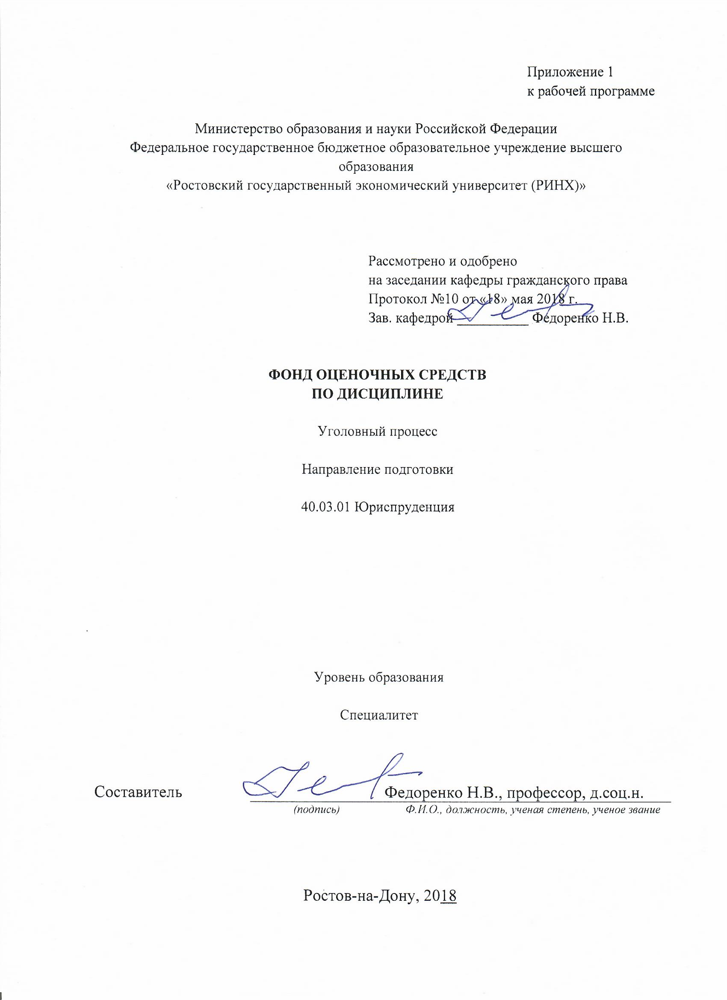 Приложение 1
к рабочей программе
Министерство образования и науки Российской Федерации
Федеральное государственное бюджетное образовательное учреждение высшего
образования
«Ростовский государственный экономический университет (РИНХ)»
Рассмотрено и одобрено
на заседании кафедры гражданского права
Протокол №10 от «18» мая 2018 г.
Зав. кафедрой __________ Федоренко Н.В.
ФОНД ОЦЕНОЧНЫХ СРЕДСТВ
ПО ДИСЦИПЛИНЕ
Уголовный процесс
Направление подготовки
40.03.01 Юриспруденция
Уровень образования
Специалитет
Составитель Федоренко Н.В., профессор, д.соц.н.
(подпись) Ф.И.О., должность, ученая степень, ученое звание
Ростов-на-Дону, 2018